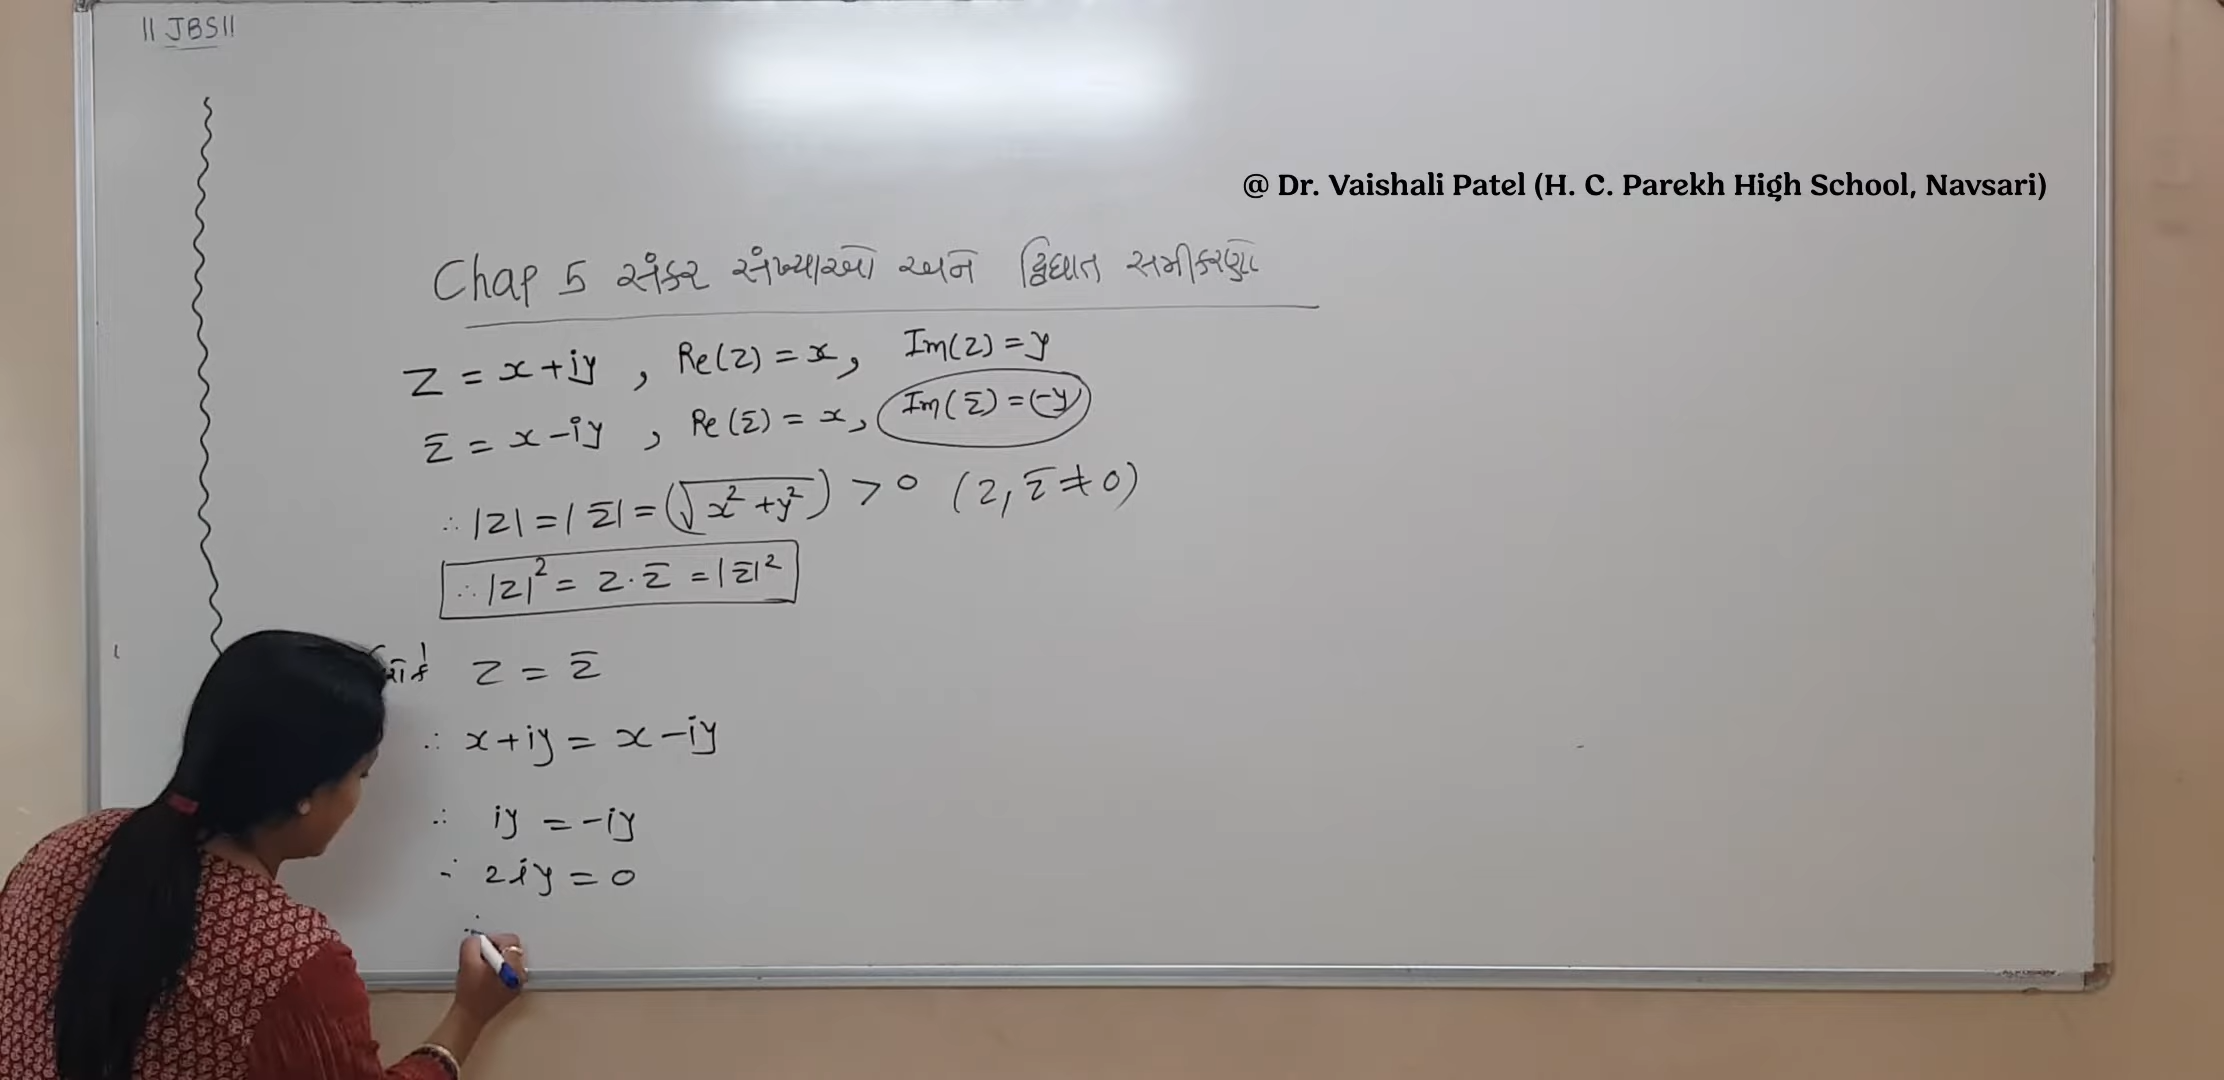 || JBS ||
@ Dr. Vaishali Patel (H. C. Parekh High School, Navsari)
Chap 5 સંકર સંખ્યાઓ અને દ્વિઘાત સમીકરણો
Z = x + iy , Re(Z) = x, Im(Z) = y
z̄ = x - iy , Re(z̄) = x, Im(z̄) = (-y)
∴ |Z| = |z̄| = (√x² + y²) > 0 (Z, z̄ ≠ 0)
∴ |Z|² = Z · z̄ = |z̄|²
Z = z̄
∴ x + iy = x - iy
∴ iy = -iy
∴ 2iy = 0